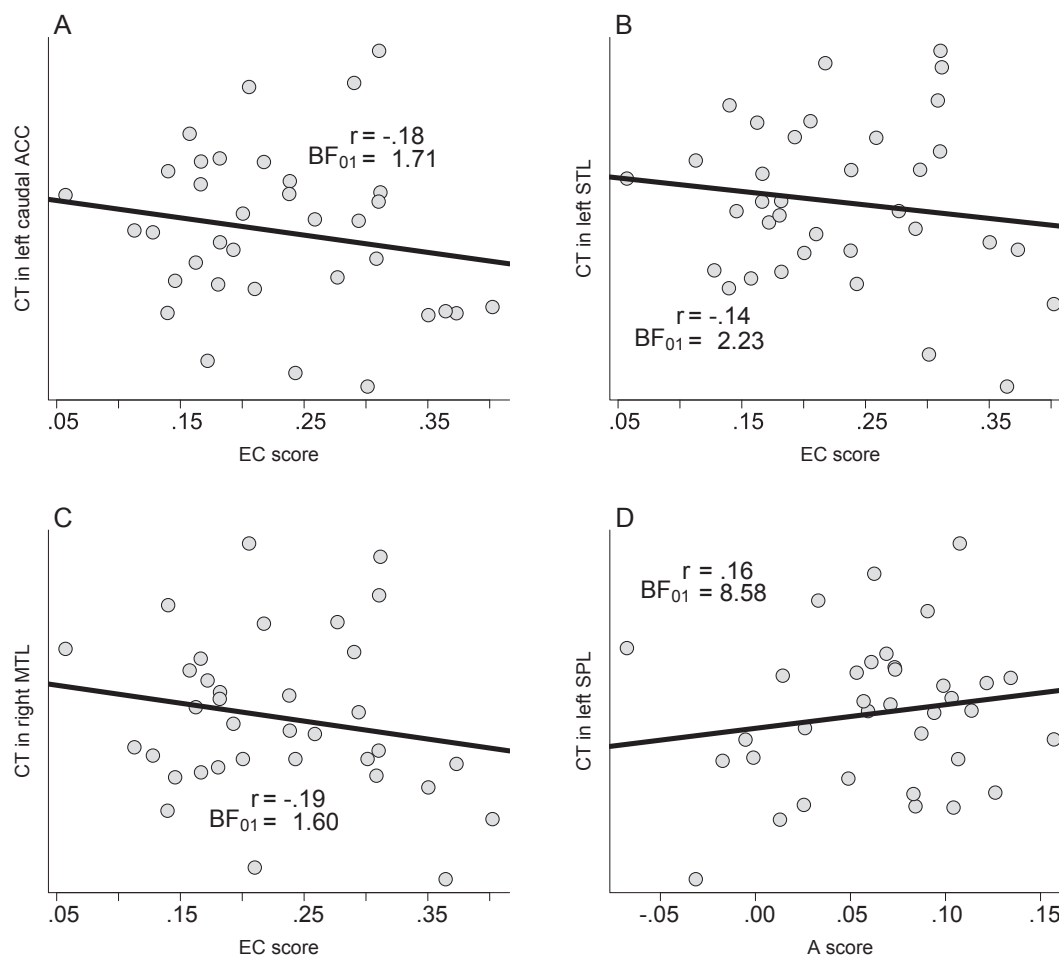 A
CT in left caudal ACC
r = -.18
BF₀₁ = 1.71
.05 .15 .25 .35
EC score
B
CT in left STL
r = -.14
BF₀₁ = 2.23
.05 .15 .25 .35
EC score
C
CT in right MTL
r = -.19
BF₀₁ = 1.60
.05 .15 .25 .35
EC score
D
CT in left SPL
r = .16
BF₀₁ = 8.58
-.05 .00 .05 .10 .15
A score